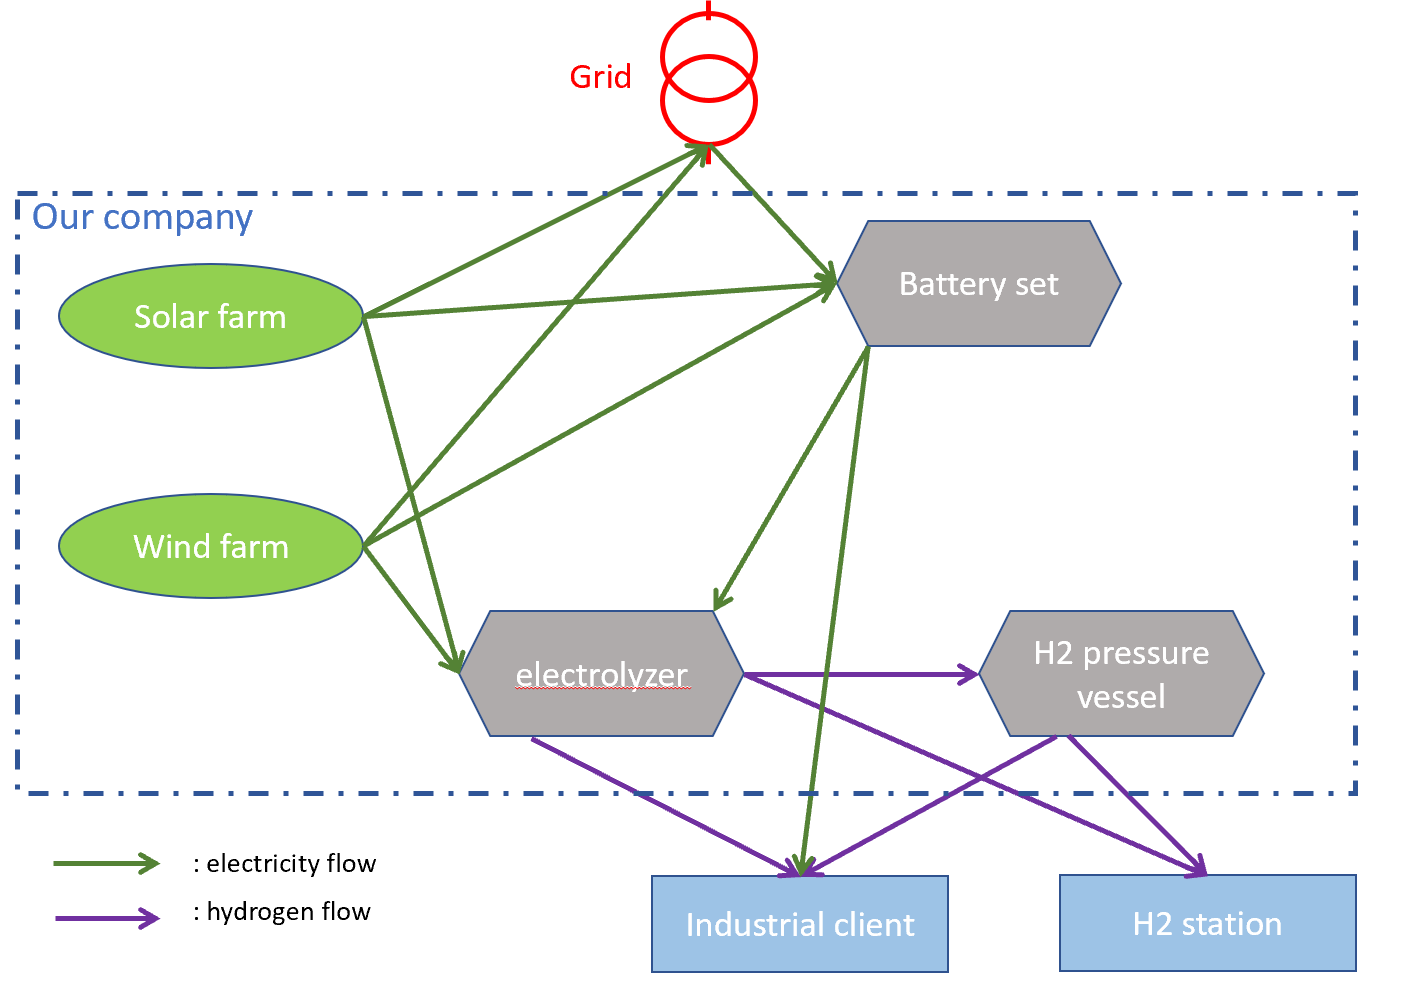 Grid
Our company
Battery set
Solar farm
Wind farm
electrolyzer
H2 pressure
vessel
: electricity flow
: hydrogen flow
Industrial client
H2 station